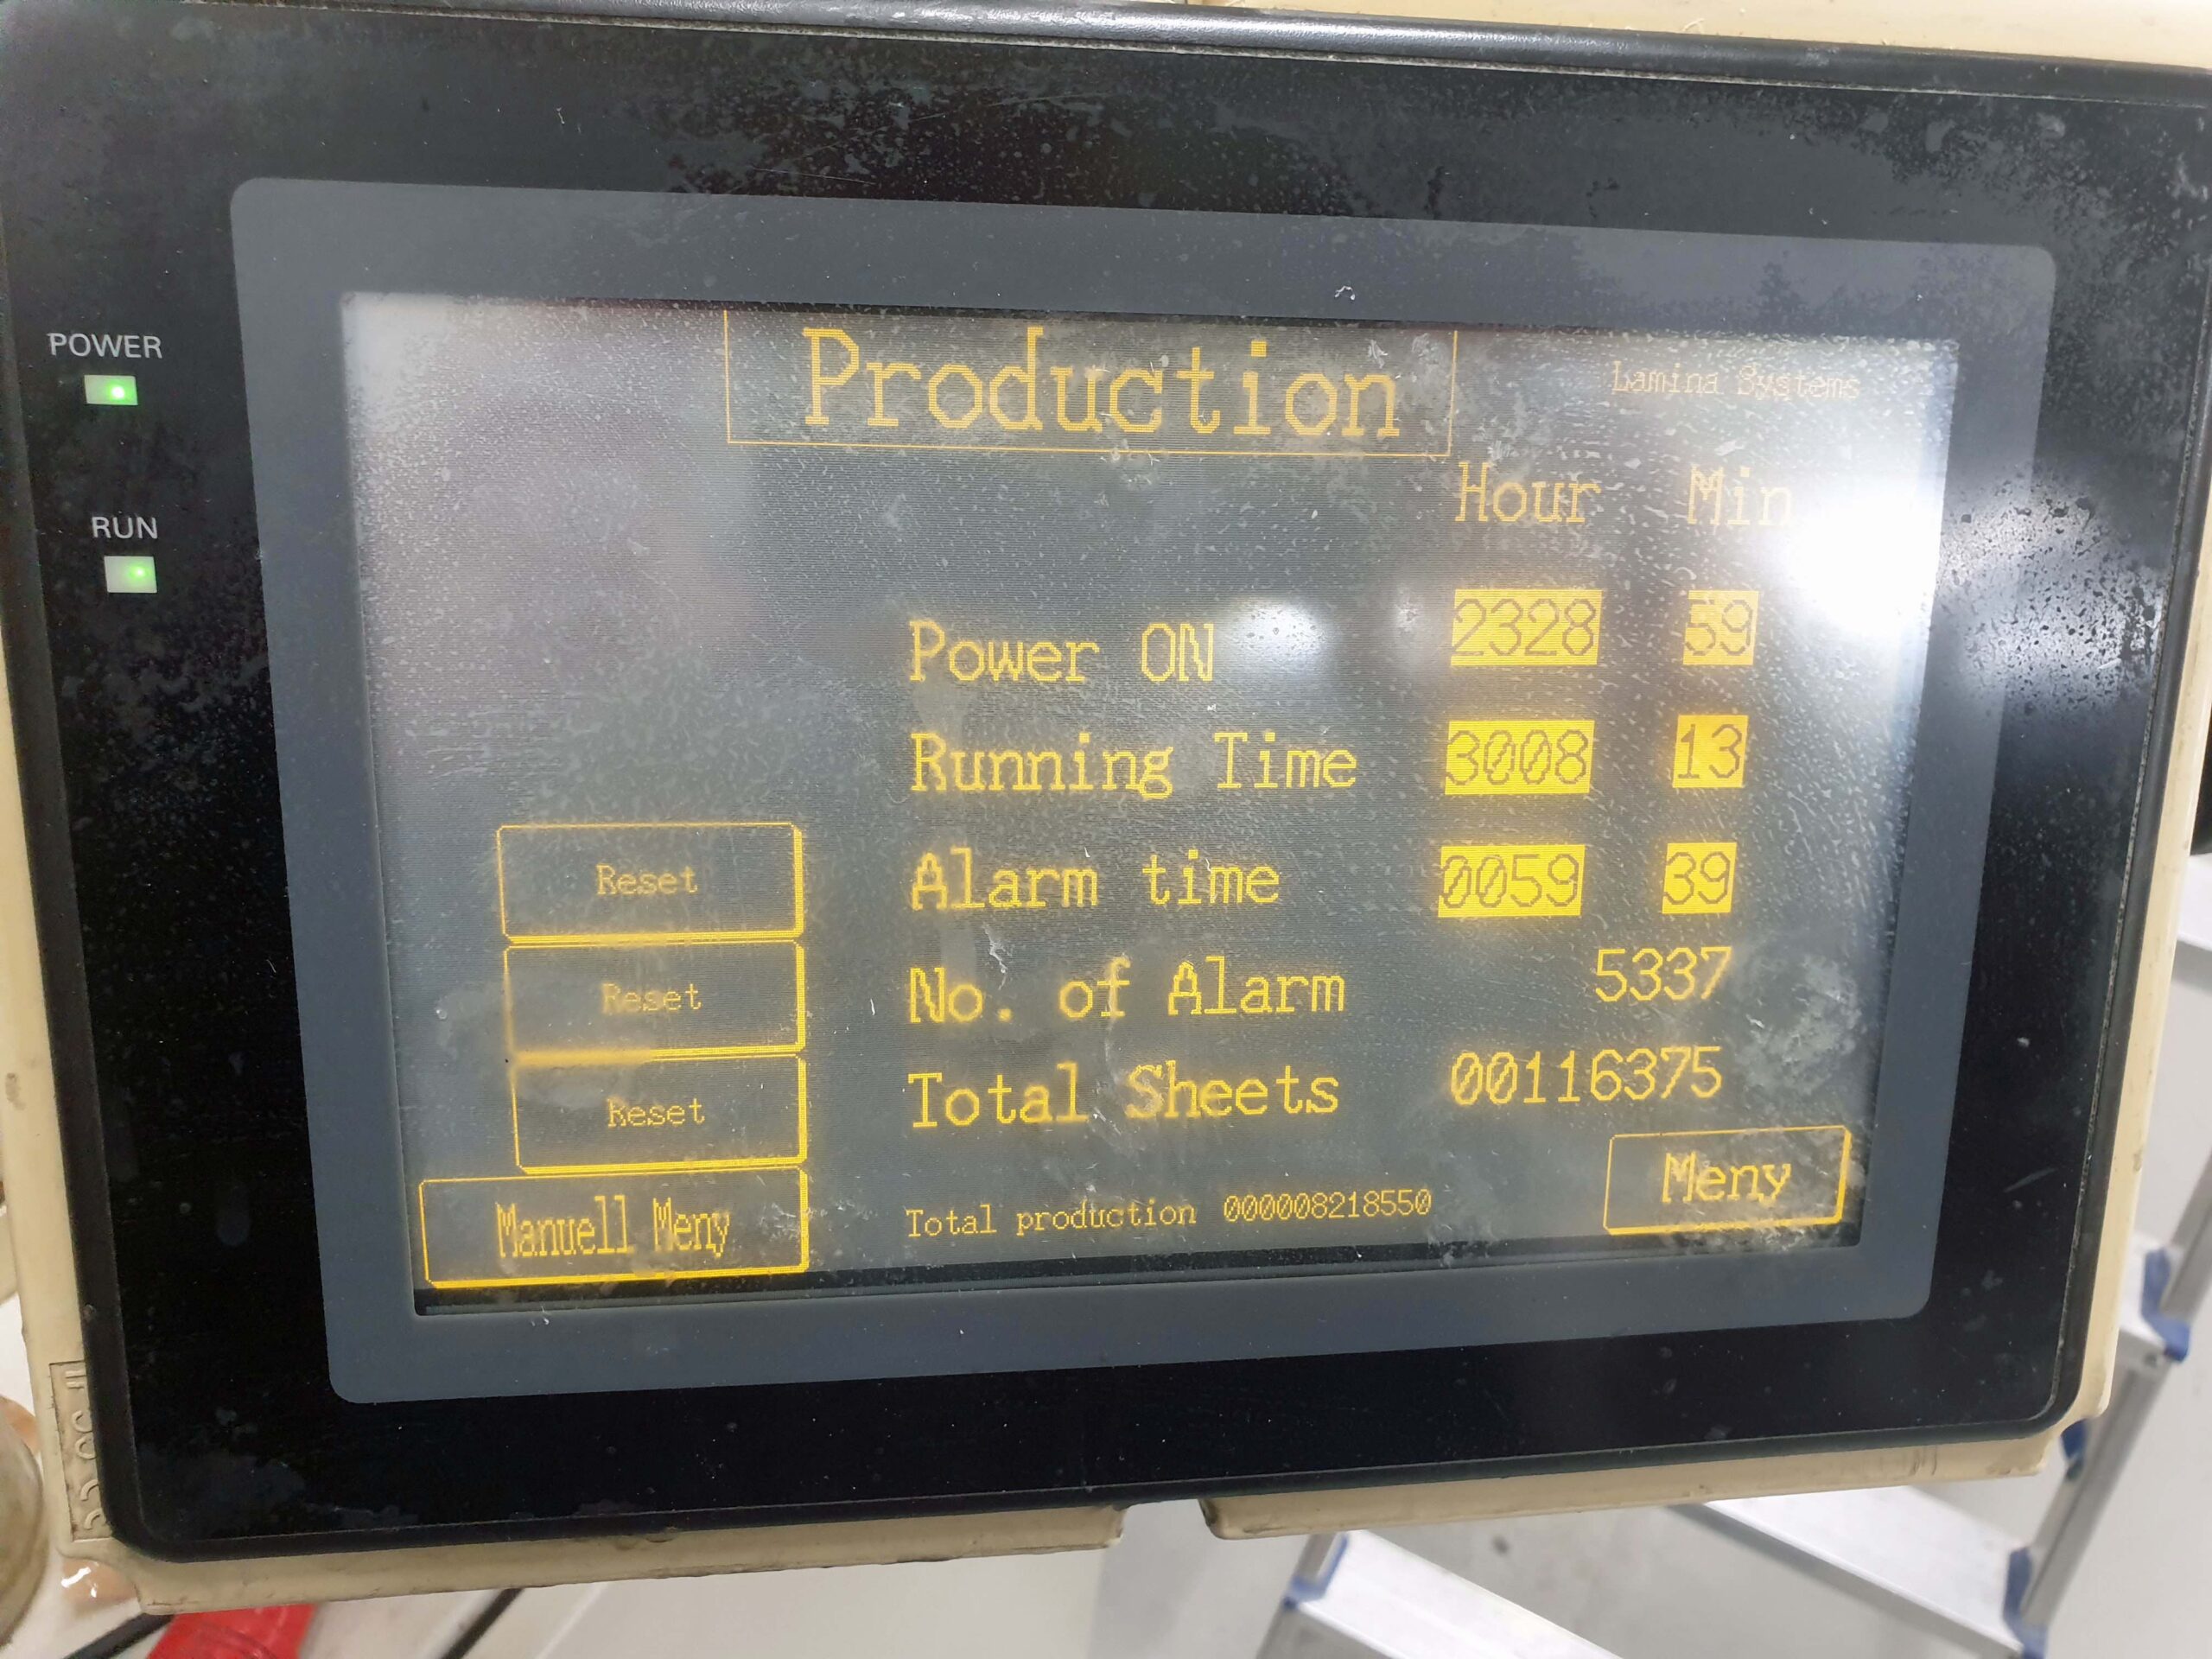 POWER
RUN
Production
Lamina Systems
Hour Min
Power ON 2328 59
Running Time 3008 13
Alarm time 0059 39
No. of Alarm 5337
Total Sheets 00116375
Total production 000008218550
Reset
Reset
Reset
Manuell Meny
Meny